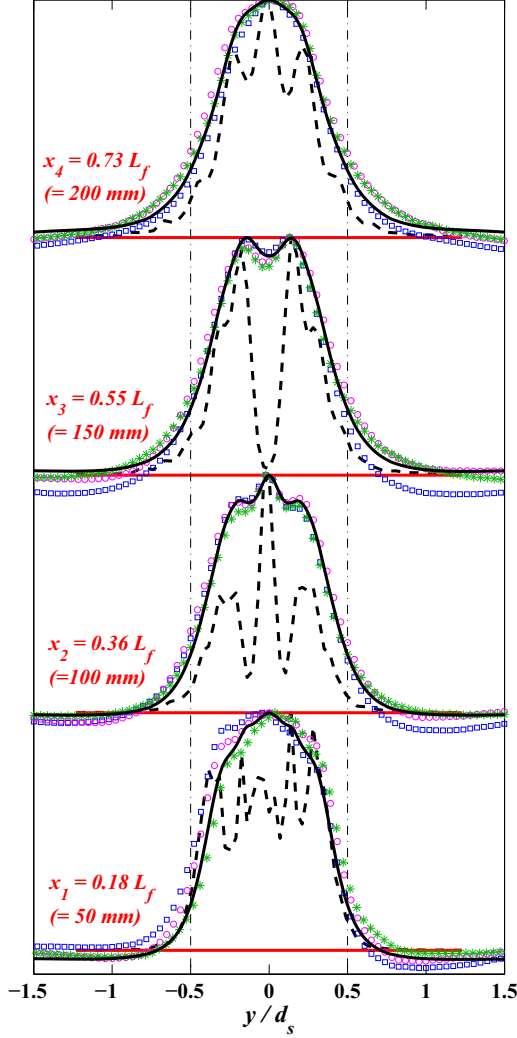 x4 = 0.73 Lf
(= 200 mm)
x3 = 0.55 Lf
(= 150 mm)
x2 = 0.36 Lf
(=100 mm)
x1 = 0.18 Lf
(= 50 mm)
−1.5 −1 −0.5 0 0.5 1 1.5
y / ds